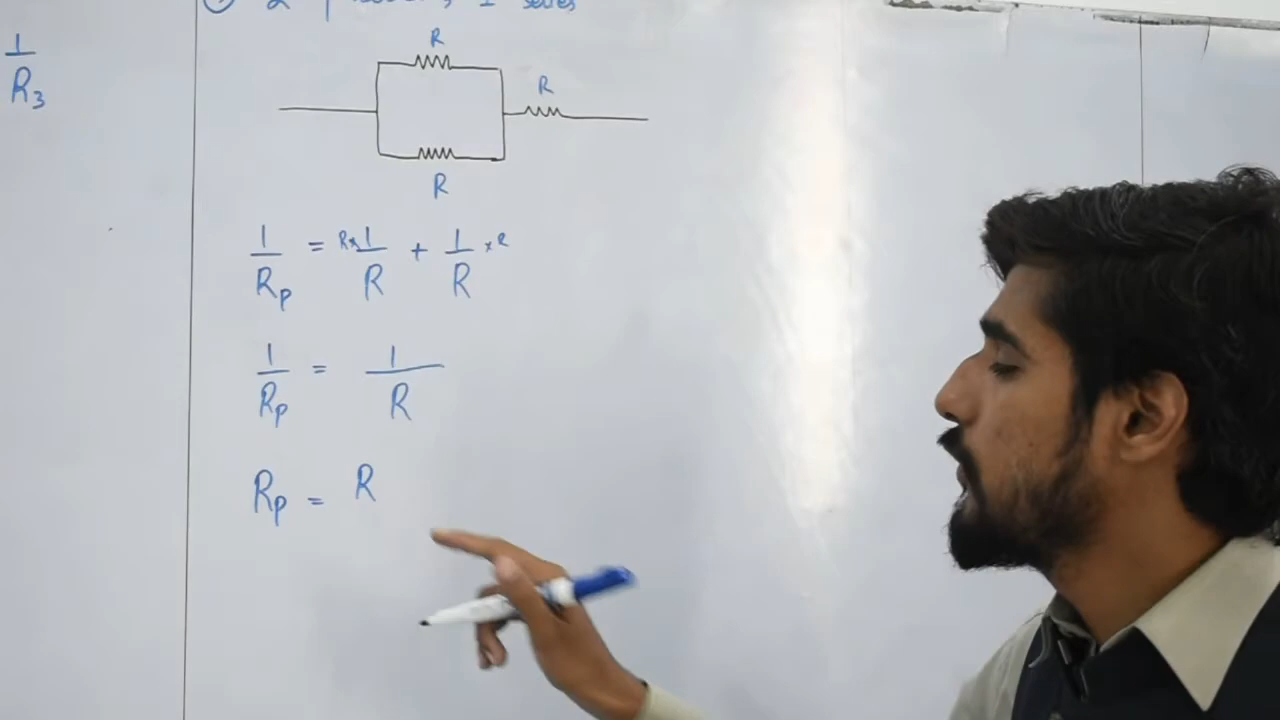 1/R₃
R
R
R
1/Rp = R×1/R + 1/R ×R
1/Rp = 1/R
Rp = R